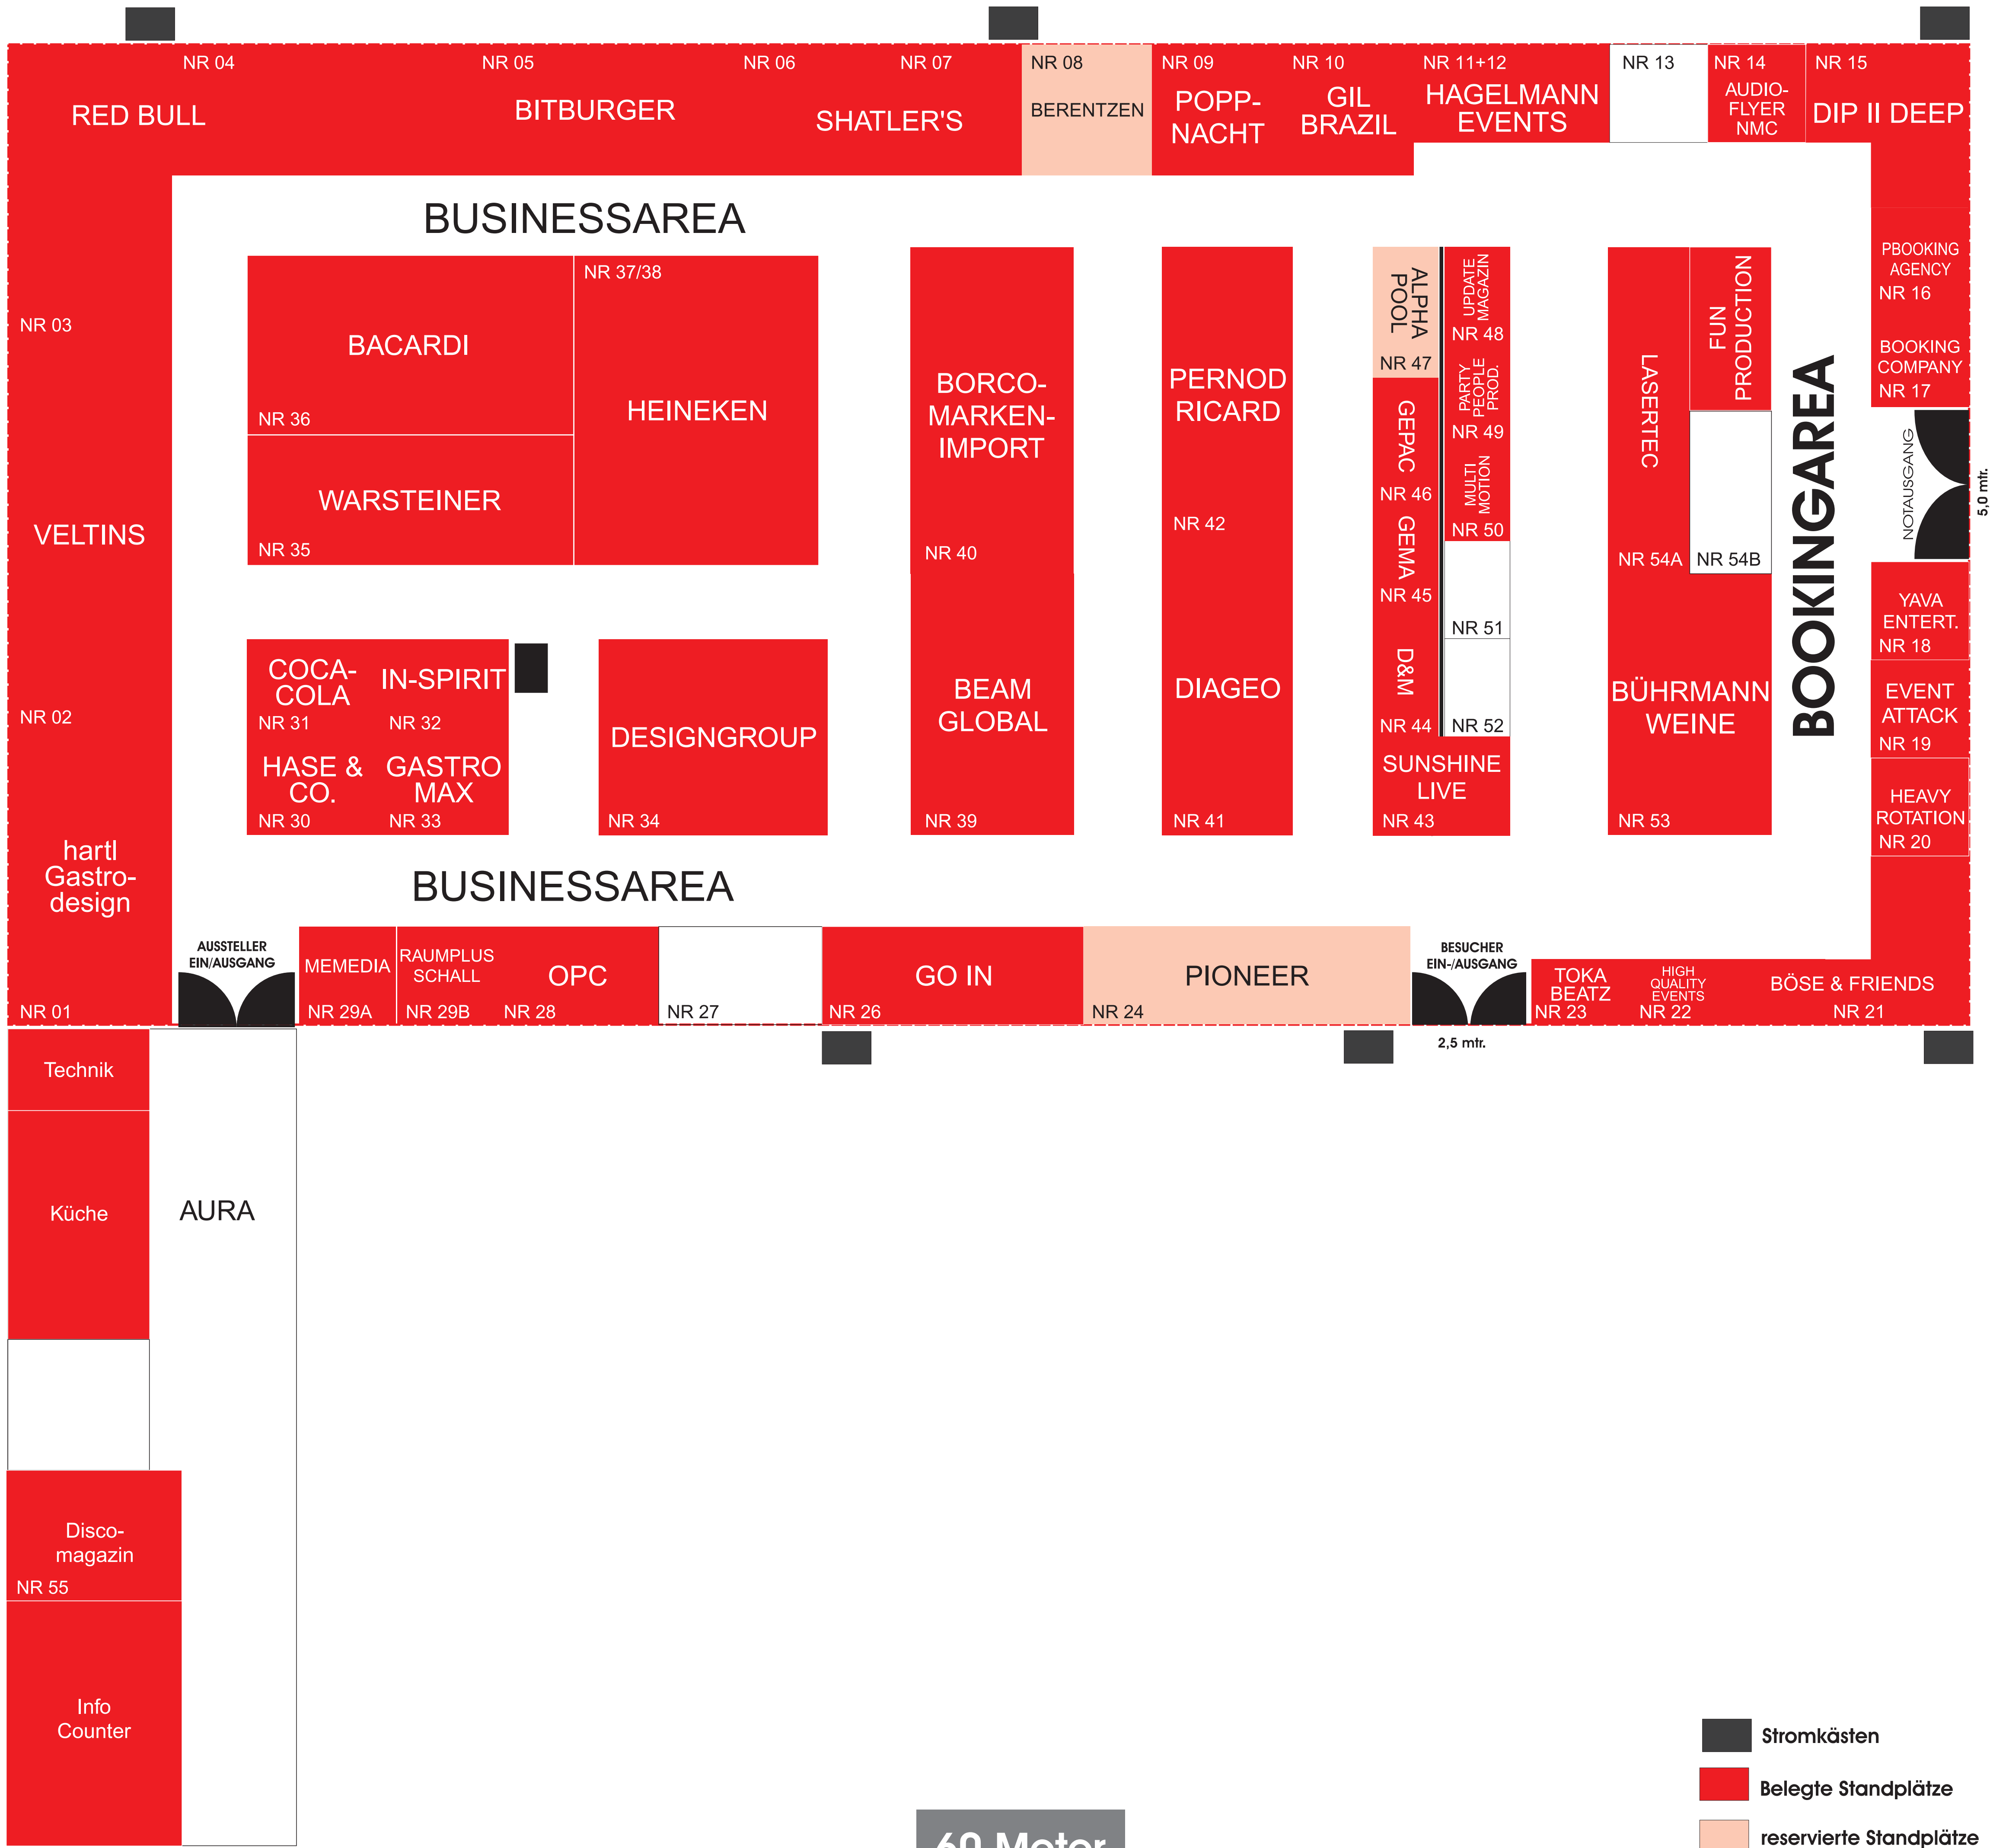 NR 04
NR 05
NR 06
NR 07
NR 08
NR 09
NR 10
NR 11+12
NR 13
NR 14
NR 15
RED BULL
BITBURGER
SHATLER'S
BERENTZEN
POPP-
NACHT
GIL
BRAZIL
HAGELMANN
EVENTS
AUDIO-
FLYER
NMC
DIP II DEEP
BUSINESSAREA
NR 03
VELTINS
NR 02
hartl
Gastro-
design
NR 01
BACARDI
NR 36
WARSTEINER
NR 35
NR 37/38
HEINEKEN
BORCO-
MARKEN-
IMPORT
NR 40
PERNOD
RICARD
NR 42
ALPHA
POOL
NR 47
GEPAC
NR 46
GEMA
NR 45
D&M
NR 44
UPDATE
MAGAZIN
NR 48
PARTY
PEOPLE
PROD.
NR 49
MULTI
MOTION
NR 50
NR 51
NR 52
SUNSHINE
LIVE
NR 43
LASERTEC
NR 54A
FUN
PRODUCTION
NR 54B
BÜHRMANN
WEINE
NR 53
BOOKINGAREA
PBOOKING
AGENCY
NR 16
BOOKING
COMPANY
NR 17
NOTAUSGANG
5,0 mtr.
YAVA
ENTERT.
NR 18
EVENT
ATTACK
NR 19
HEAVY
ROTATION
NR 20
COCA-
COLA
NR 31
IN-SPIRIT
NR 32
HASE &
CO.
NR 30
GASTRO
MAX
NR 33
DESIGNGROUP
NR 34
BEAM
GLOBAL
NR 39
DIAGEO
NR 41
BUSINESSAREA
AUSSTELLER
EIN/AUSGANG
MEMEDIA
NR 29A
RAUMPLUS
SCHALL
NR 29B
OPC
NR 28
NR 27
GO IN
NR 26
PIONEER
NR 24
BESUCHER
EIN-/AUSGANG
2,5 mtr.
TOKA
BEATZ
NR 23
HIGH
QUALITY
EVENTS
NR 22
BÖSE & FRIENDS
NR 21
Technik
Küche
AURA
Disco-
magazin
NR 55
Info
Counter
Stromkästen
Belegte Standplätze
reservierte Standplätze
60 Meter